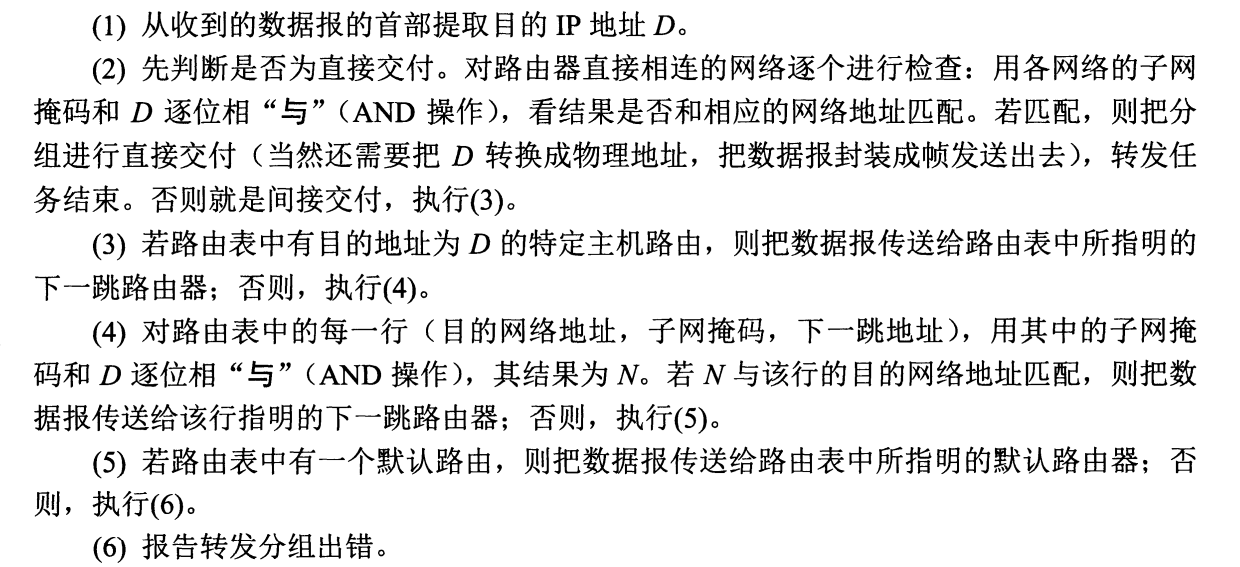 (1) 从收到的数据报的首部提取目的 IP 地址 D。
(2) 先判断是否为直接交付。对路由器直接相连的网络逐个进行检查：用各网络的子网
掩码和 D 逐位相“与”（AND 操作），看结果是否和相应的网络地址匹配。若匹配，则把分
组进行直接交付（当然还需要把 D 转换成物理地址，把数据报封装成帧发送出去），转发任
务结束。否则就是间接交付，执行(3)。
(3) 若路由表中有目的地址为 D 的特定主机路由，则把数据报传送给路由表中所指明的
下一跳路由器；否则，执行(4)。
(4) 对路由表中的每一行（目的网络地址，子网掩码，下一跳地址），用其中的子网掩
码和 D 逐位相“与”（AND 操作），其结果为 N。若 N 与该行的目的网络地址匹配，则把数
据报传送给该行指明的下一跳路由器；否则，执行(5)。
(5) 若路由表中有一个默认路由，则把数据报传送给路由表中所指明的默认路由器；否
则，执行(6)。
(6) 报告转发分组出错。